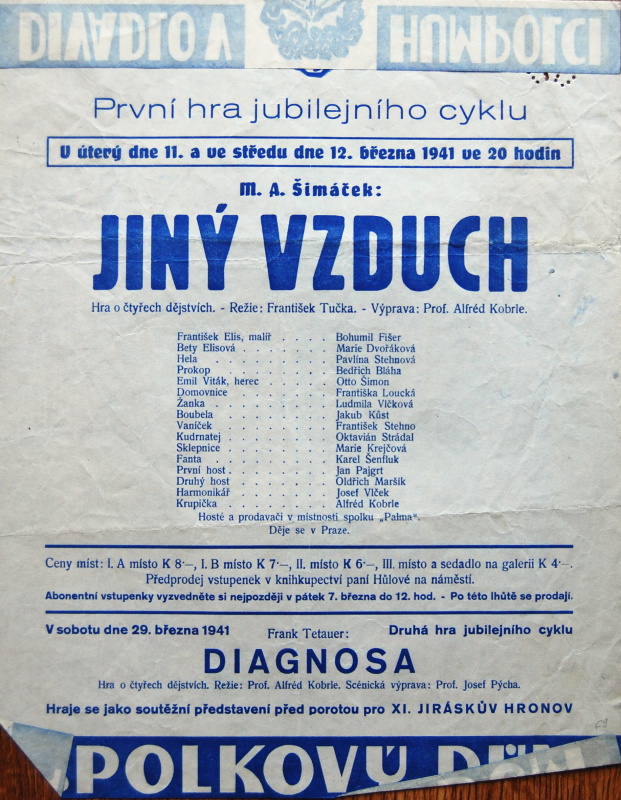 DIVADLO V HUMPOLCI
První hra jubilejního cyklu
V úterý dne 11. a ve středu dne 12. března 1941 ve 20 hodin
M. A. Šimáček:
JINÝ VZDUCH
Hra o čtyřech dějstvích. - Režie: František Tučka. - Výprava: Prof. Alfréd Kobrle.
František Elis, malíř . . . . Bohumil Fišer
Bety Elisová . . . . . . . Marie Dvořáková
Hela . . . . . . . . . Pavlína Stehnová
Prokop . . . . . . . . Bedřich Bláha
Emil Viták, herec . . . . . Otto Šimon
Domovnice . . . . . . . Františka Loucká
Žanka . . . . . . . . . Ludmila Vlčková
Boubela . . . . . . . . Jakub Kůst
Vaníček . . . . . . . . František Stehno
Kudrnatej . . . . . . . Oktavián Strádal
Sklepnice . . . . . . . Marie Krejčová
Fanta . . . . . . . . . Karel Šenfluk
První host . . . . . . . . Jan Pajgrt
Druhý host . . . . . . . Oldřich Maršík
Harmonikář . . . . . . . Josef Vlček
Krupička . . . . . . . . Alfréd Kobrle
Hosté a prodavači v místnosti spolku „Palma“.
Děje se v Praze.
Ceny míst: I. A místo K 8·–, I. B místo K 7·–, II. místo K 6·–, III. místo a sedadlo na galerii K 4·–.
Předprodej vstupenek v knihkupectví paní Hůlové na náměstí.
Abonentní vstupenky vyzvedněte si nejpozději v pátek 7. března do 12. hod. - Po této lhůtě se prodají.
V sobotu dne 29. března 1941 Frank Tetauer: Druhá hra jubilejního cyklu
DIAGNOSA
Hra o čtyřech dějstvích. Režie: Prof. Alfréd Kobrle. Scénická výprava: Prof. Josef Pýcha.
Hraje se jako soutěžní představení před porotou pro XI. JIRÁSKŮV HRONOV
SPOLKOVÝ DŮM